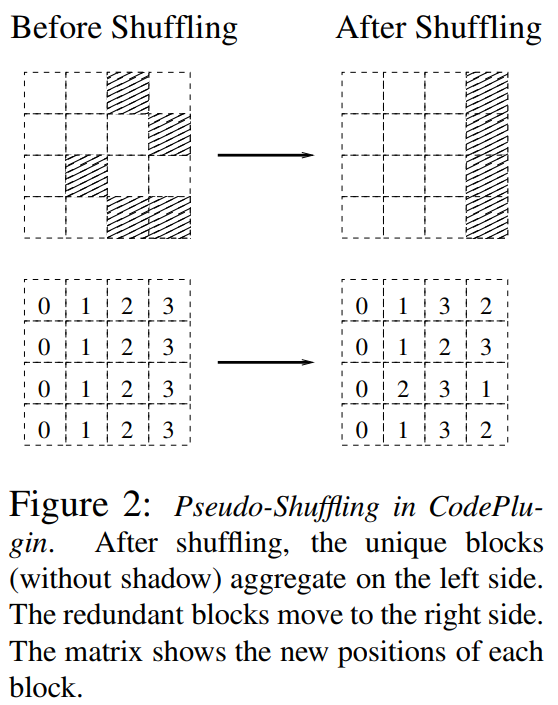 Before Shuffling After Shuffling
0 1 2 3 0 1 3 2
0 1 2 3 0 1 2 3
0 1 2 3 0 2 3 1
0 1 2 3 0 1 3 2
Figure 2: Pseudo-Shuffling in CodePlu-
gin. After shuffling, the unique blocks
(without shadow) aggregate on the left side.
The redundant blocks move to the right side.
The matrix shows the new positions of each
block.